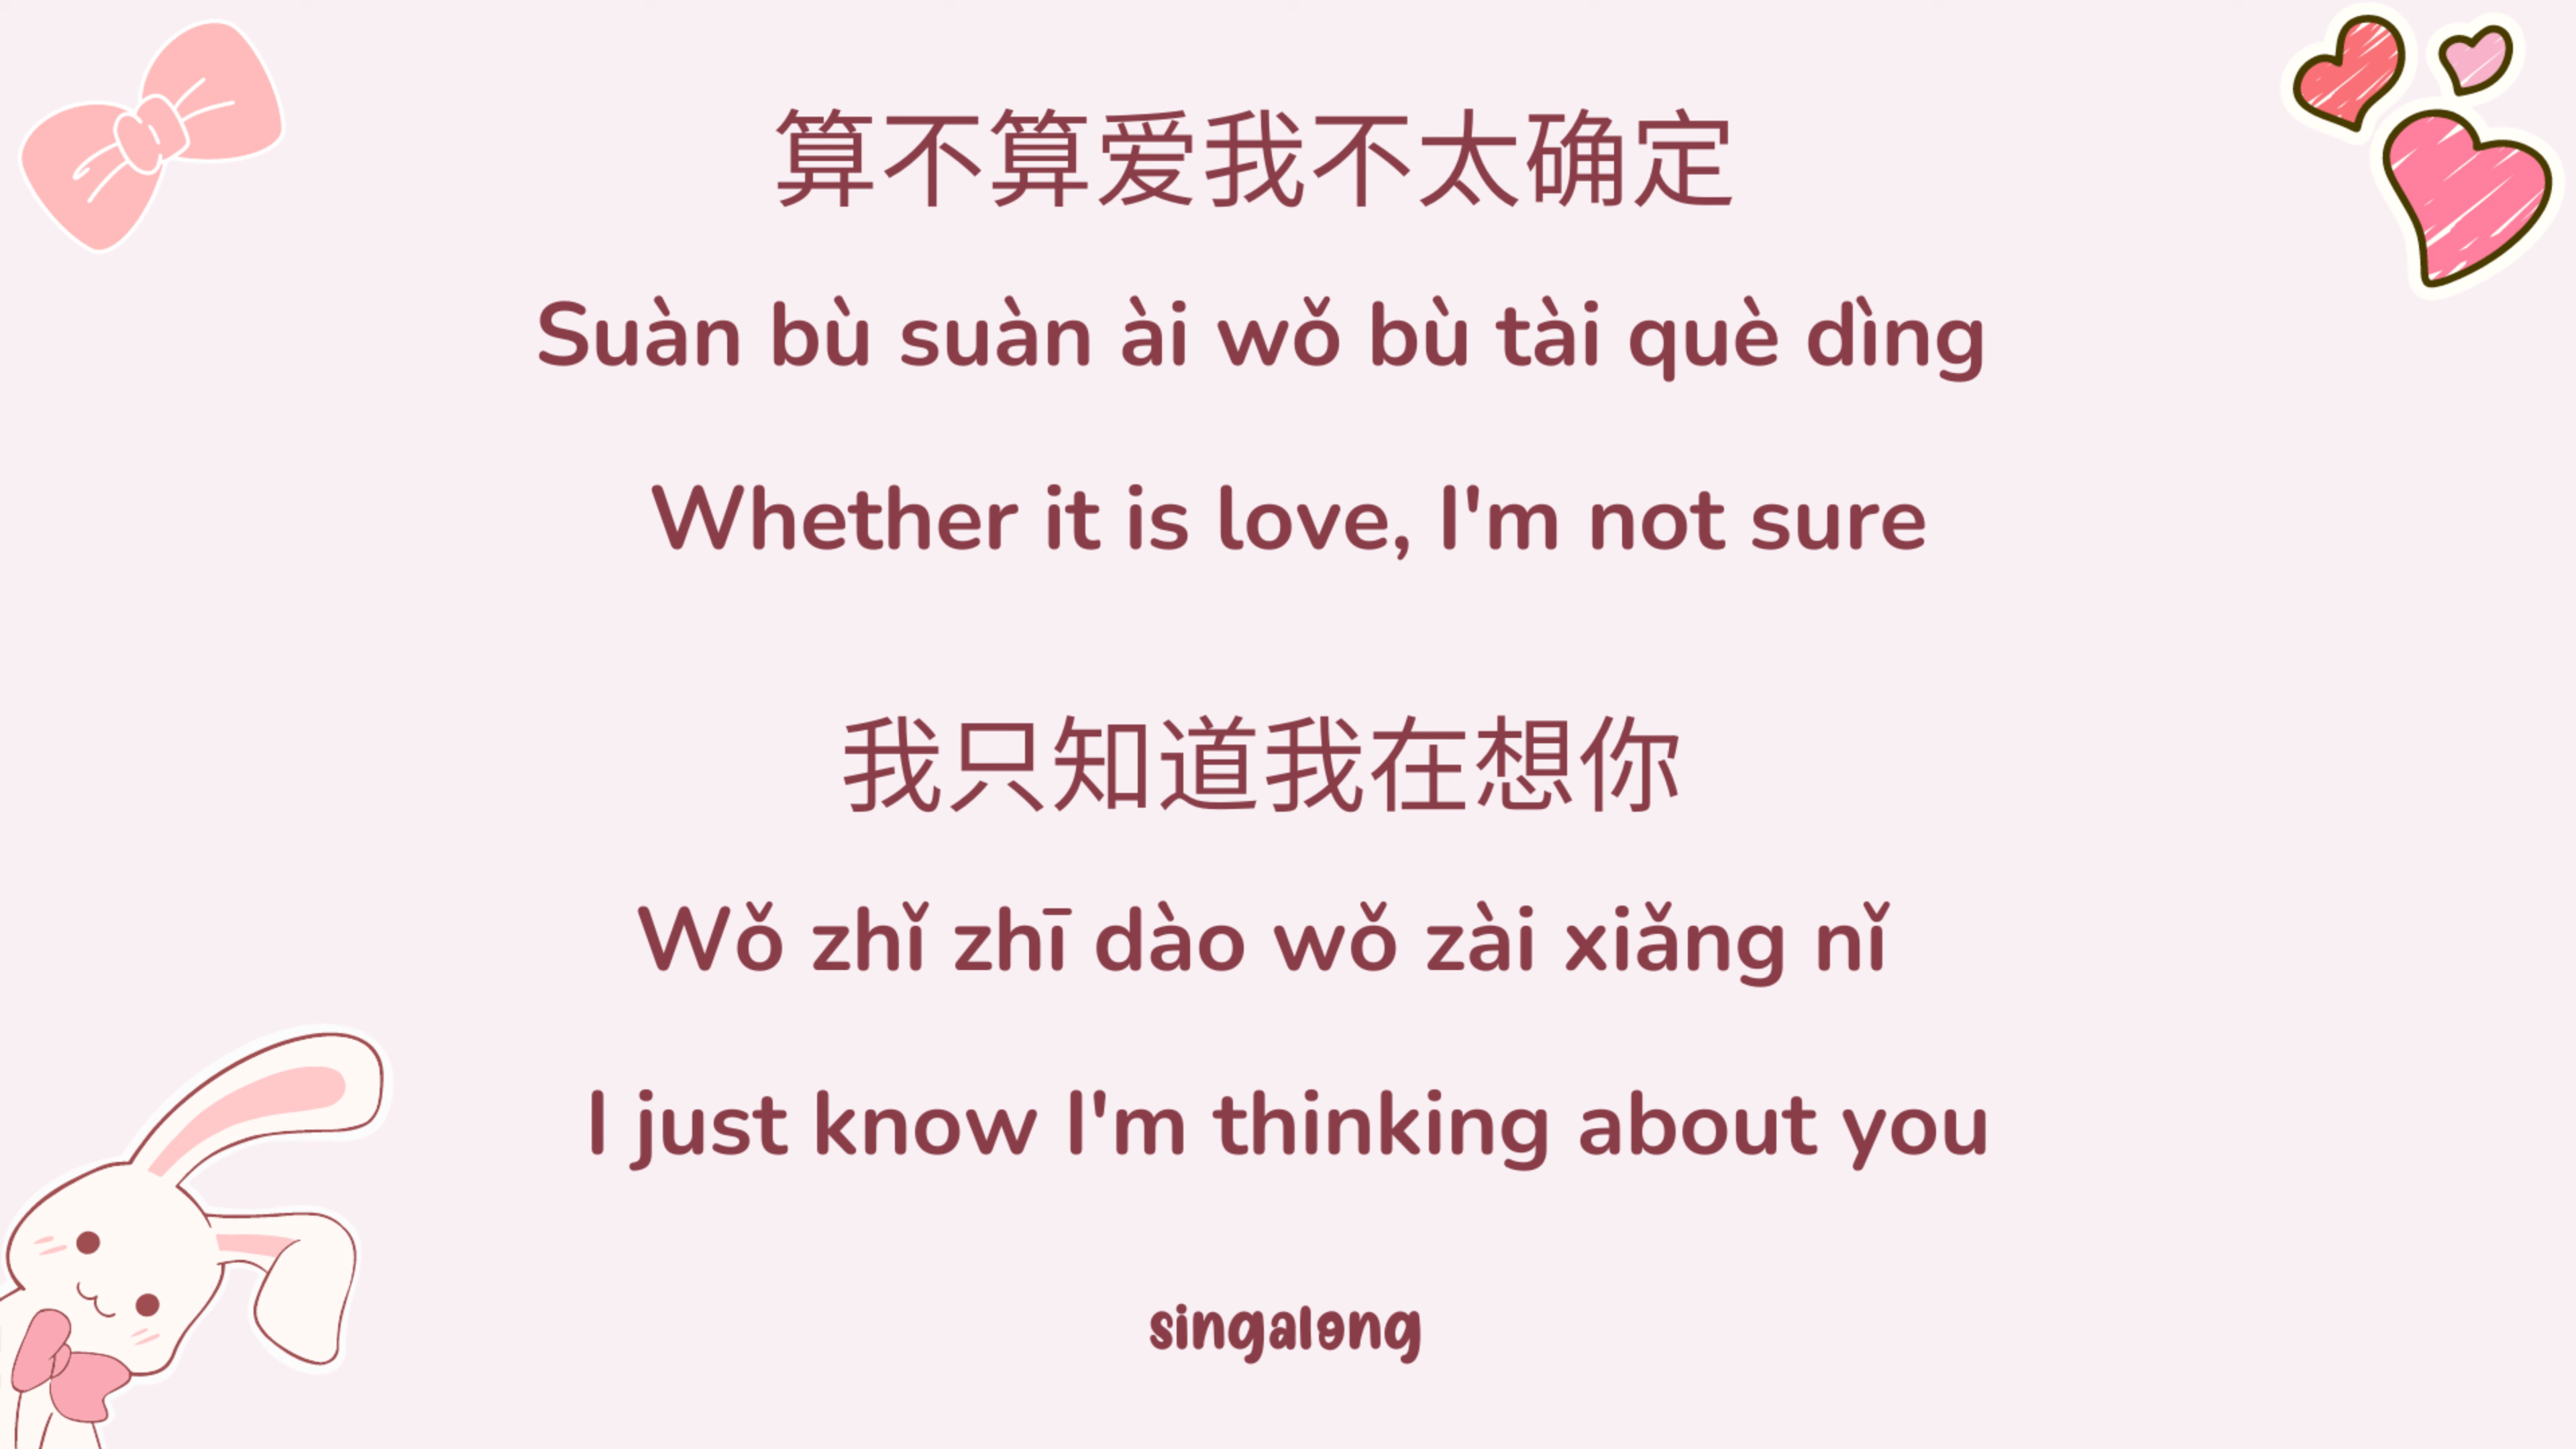 算不算爱我不太确定
Suàn bù suàn ài wǒ bù tài què dìng
Whether it is love, I'm not sure
我只知道我在想你
Wǒ zhǐ zhī dào wǒ zài xiǎng nǐ
I just know I'm thinking about you
singalong